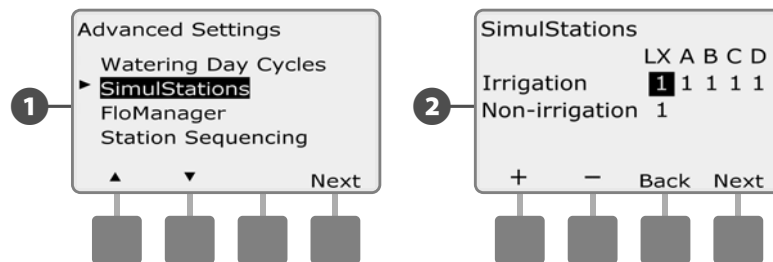 1
Advanced Settings
Watering Day Cycles
► SimulStations
FloManager
Station Sequencing
▲ ▼ Next
2
SimulStations
LX A B C D
Irrigation 1 1 1 1 1
Non-irrigation 1
+ − Back Next